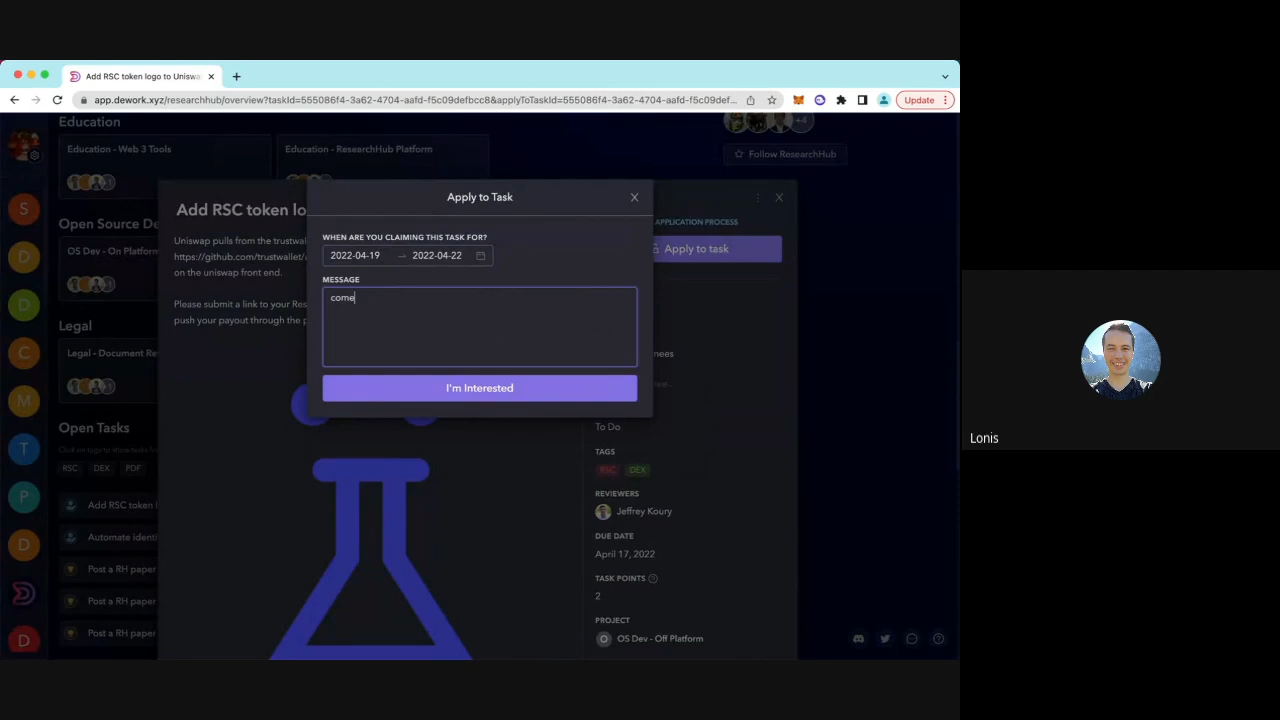 Add RSC token logo to Uniswa
app.dework.xyz/researchhub/overview?taskId=555086f4-3a62-4704-aafd-f5c09defbcc8&applyToTaskId=555086f4-3a62-4704-aafd-f5c09def...
Update
Education
+4
Education - Web 3 Tools
Education - ResearchHub Platform
Follow ResearchHub
Apply to Task
S
Add RSC token lo
APPLICATION PROCESS
Open Source De
WHEN ARE YOU CLAIMING THIS TASK FOR?
Uniswap pulls from the trustwalle
Apply to task
OS Dev - On Platform
https://github.com/trustwallet/
2022-04-19 → 2022-04-22
D
on the uniswap front end.
MESSAGE
come
Please submit a link to your Res
D
push your payout through the p
Legal
C
Legal - Document Re
nees
I'm Interested
M
Open Tasks
To Do
Lonis
T
TAGS
RSC DEX PDF
RSC DEX
P
REVIEWERS
Add RSC token l
Jeffrey Koury
Automate identi
DUE DATE
D
April 17, 2022
Post a RH paper
TASK POINTS
D
2
Post a RH paper
PROJECT
Post a RH paper
D
OS Dev - Off Platform